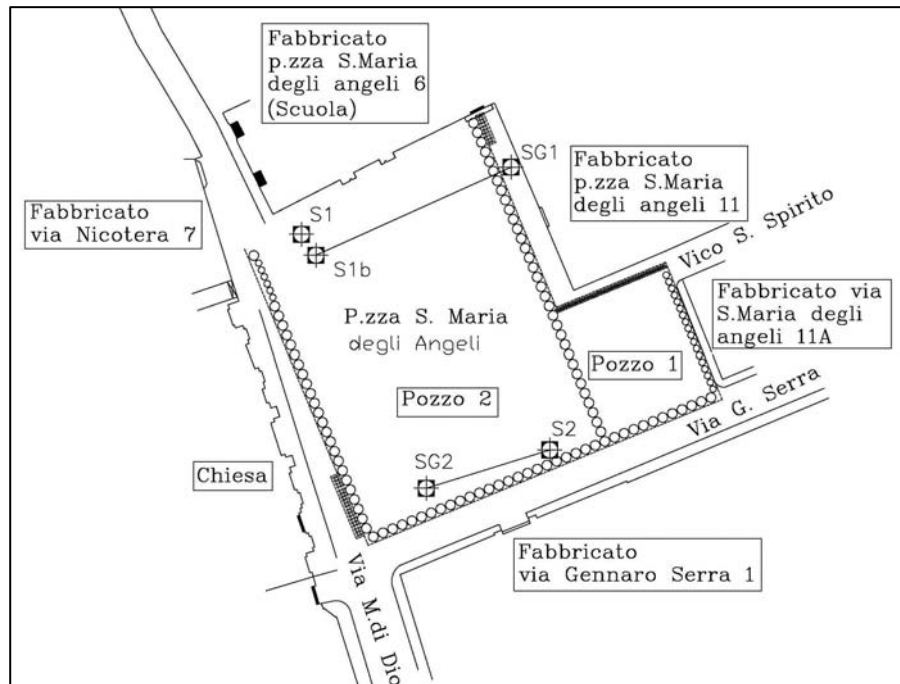 Fabbricato
p.zza S.Maria
degli angeli 6
(Scuola)
SG1
Fabbricato
p.zza S.Maria
degli angeli 11
Fabbricato
via Nicotera 7
S1
S1b
Vico S. Spirito
Fabbricato via
S.Maria degli
angeli 11A
P.zza S. Maria
degli Angeli
Pozzo 1
Pozzo 2
Via G. Serra
S2
SG2
Chiesa
Fabbricato
via Gennaro Serra 1
Via M.di Dio